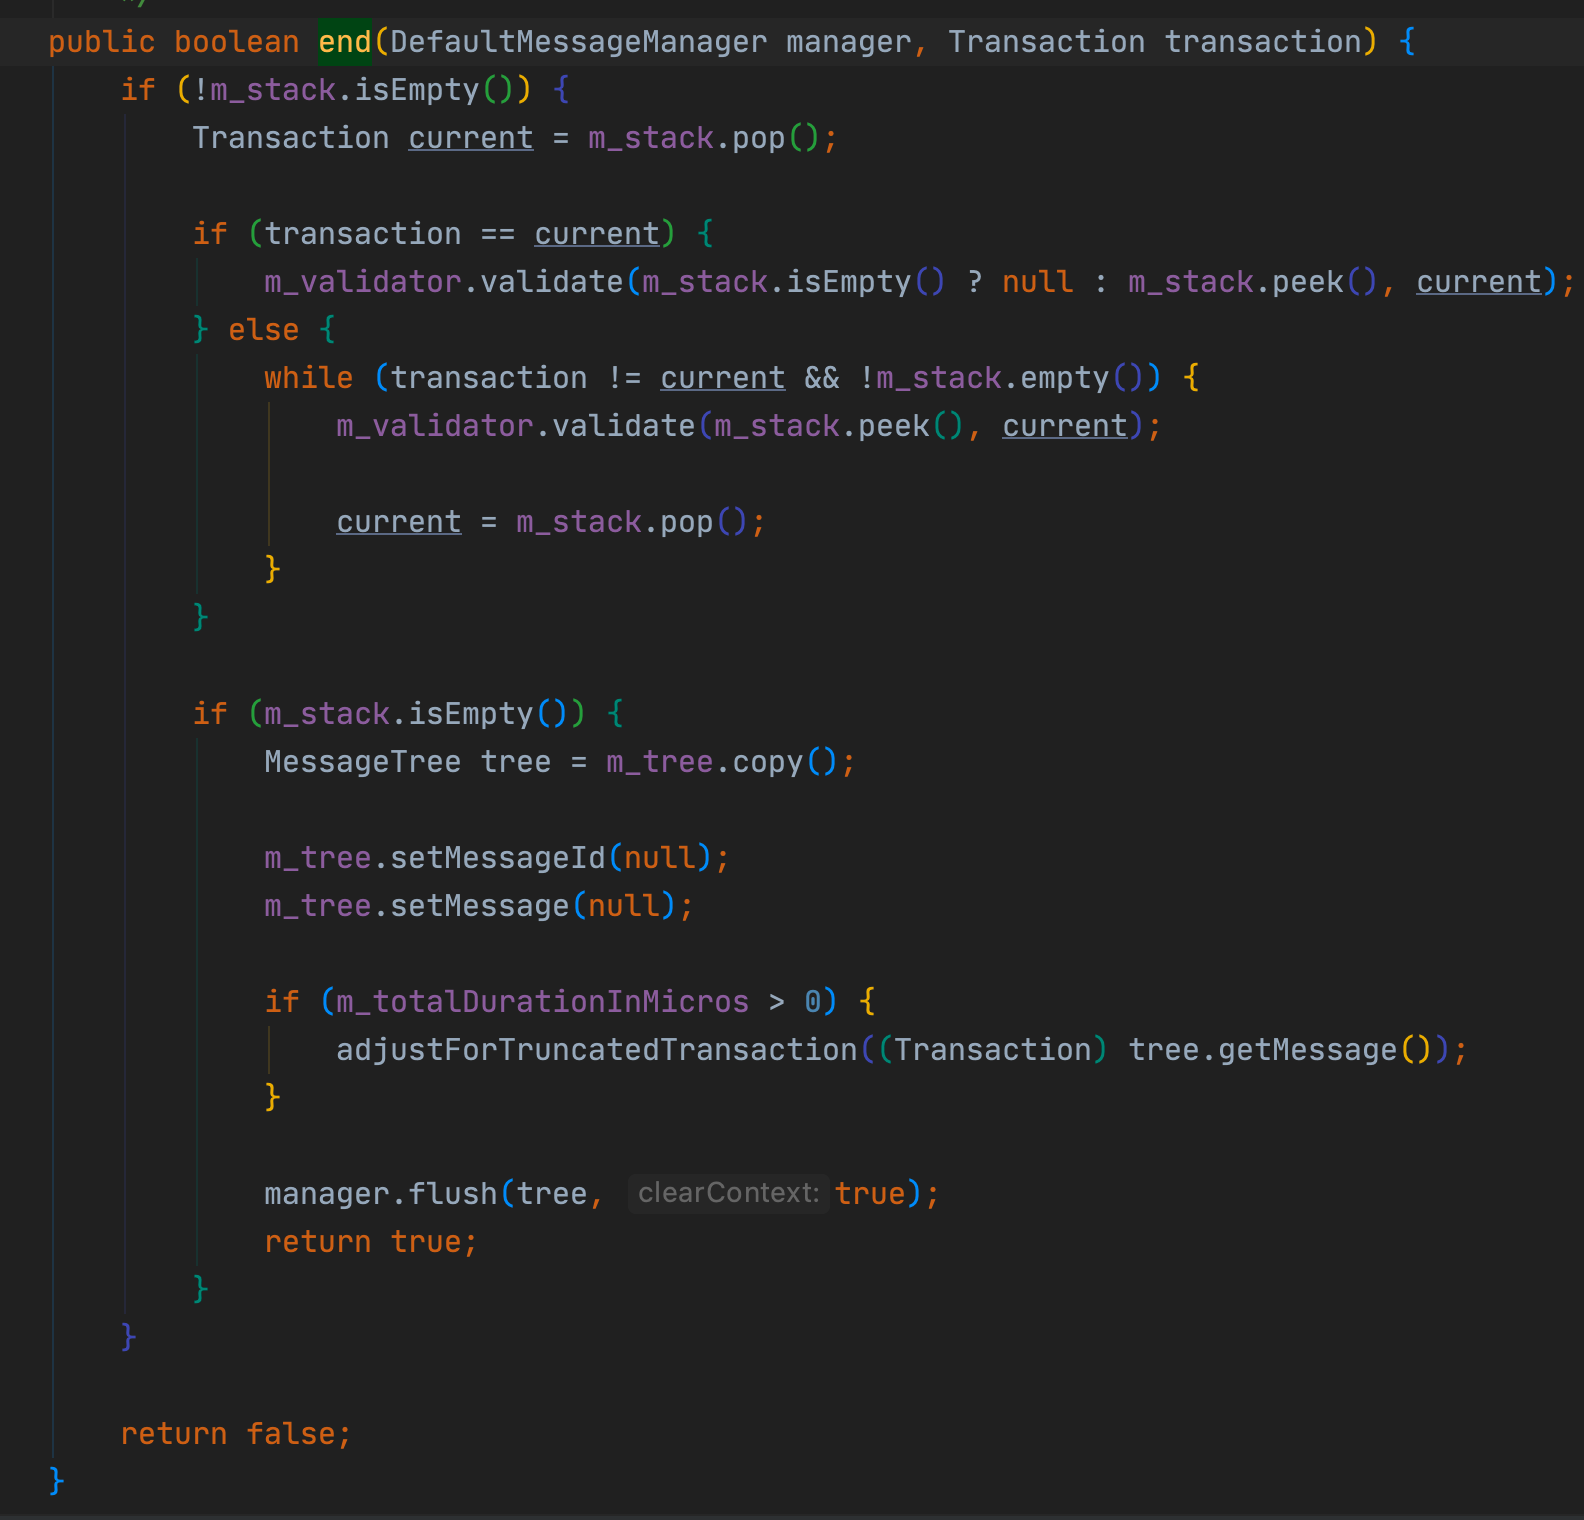 */
public boolean end(DefaultMessageManager manager, Transaction transaction) {
if (!m_stack.isEmpty()) {
Transaction current = m_stack.pop();
if (transaction == current) {
m_validator.validate(m_stack.isEmpty() ? null : m_stack.peek(), current);
} else {
while (transaction != current && !m_stack.empty()) {
m_validator.validate(m_stack.peek(), current);
current = m_stack.pop();
}
}
if (m_stack.isEmpty()) {
MessageTree tree = m_tree.copy();
m_tree.setMessageId(null);
m_tree.setMessage(null);
if (m_totalDurationInMicros > 0) {
adjustForTruncatedTransaction((Transaction) tree.getMessage());
}
manager.flush(tree, clearContext: true);
return true;
}
}
return false;
}